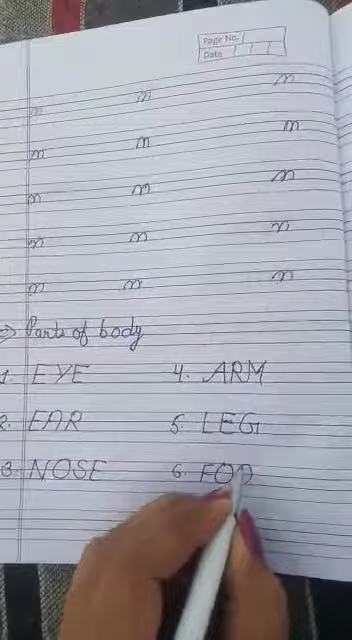 Page No.
Date
m m m
m m m
m m m
m m m
m m m
⇒ Parts of body
1. EYE 4. ARM
2. EAR 5. LEG
3. NOSE 6. FOO